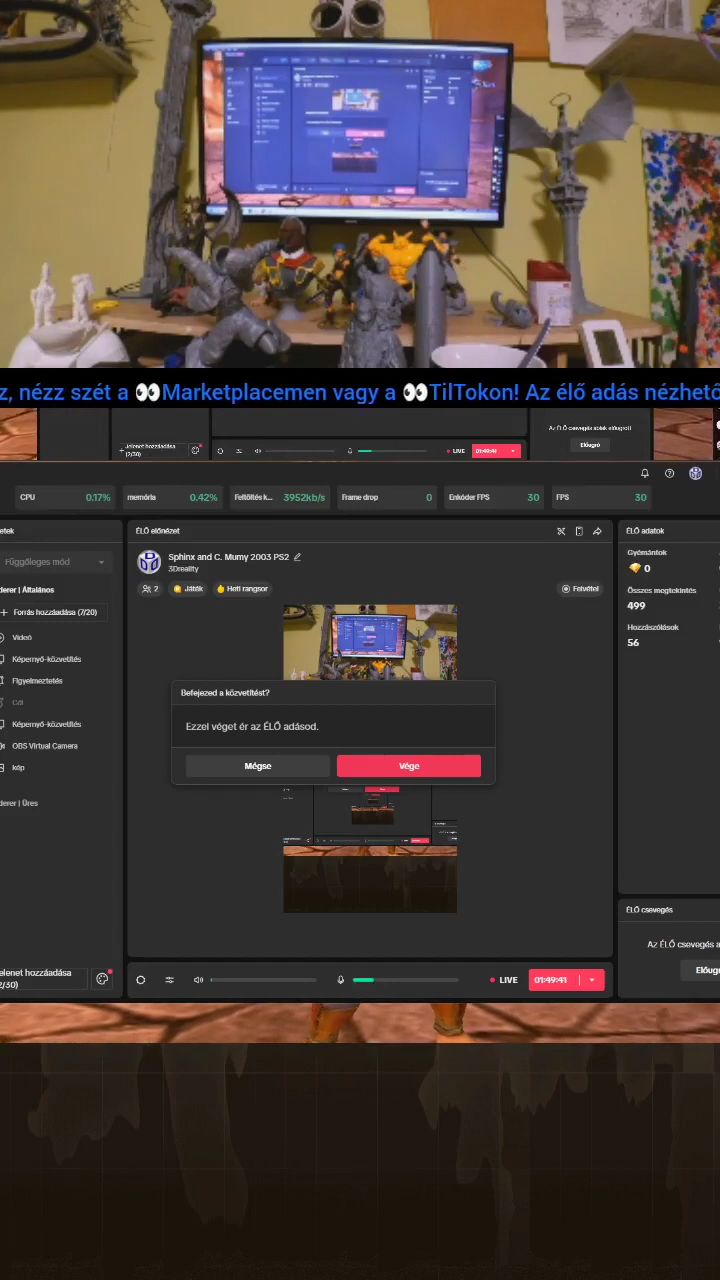 z, nézz szét a 👀Marketplacemen vagy a 👀TilTokon! Az élő adás nézhető
Jelenet hozzáadása
(2/30)
LIVE
01:49:41
Az ÉLŐ csevegés ablak előugrott
Előugró
CPU 0.17%
memória 0.42%
Feltöltés k... 3952kb/s
Frame drop 0
Enkóder FPS 30
FPS 30
etek
Függőleges mód
derer | Általános
Forrás hozzáadása (7/20)
Videó
Képernyő-közvetítés
Figyelmeztetés
Cél
Képernyő-közvetítés
OBS Virtual Camera
kép
derer | Üres
elenet hozzáadása
2/30)
ÉLŐ előnézet
Sphinx and C. Mumy 2003 PS2
3Dreality
2
Játék
Heti rangsor
Felvétel
Befejezed a közvetítést?
Ezzel véget ér az ÉLŐ adásod.
Mégse
Vége
LIVE
01:49:41
ÉLŐ adatok
Gyémántok
0
Összes megtekintés
499
Hozzászólások
56
ÉLŐ csevegés
Az ÉLŐ csevegés a
Előugr